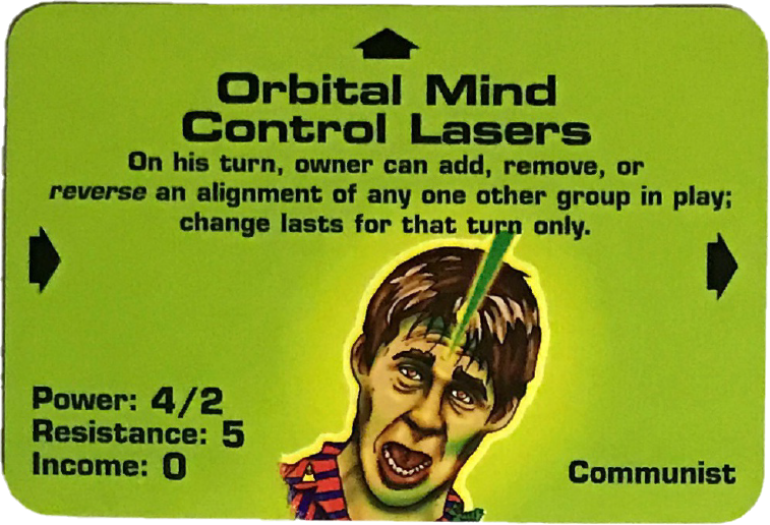 Orbital Mind
Control Lasers
On his turn, owner can add, remove, or
reverse an alignment of any one other group in play;
change lasts for that turn only.
Power: 4/2
Resistance: 5
Income: 0
Communist